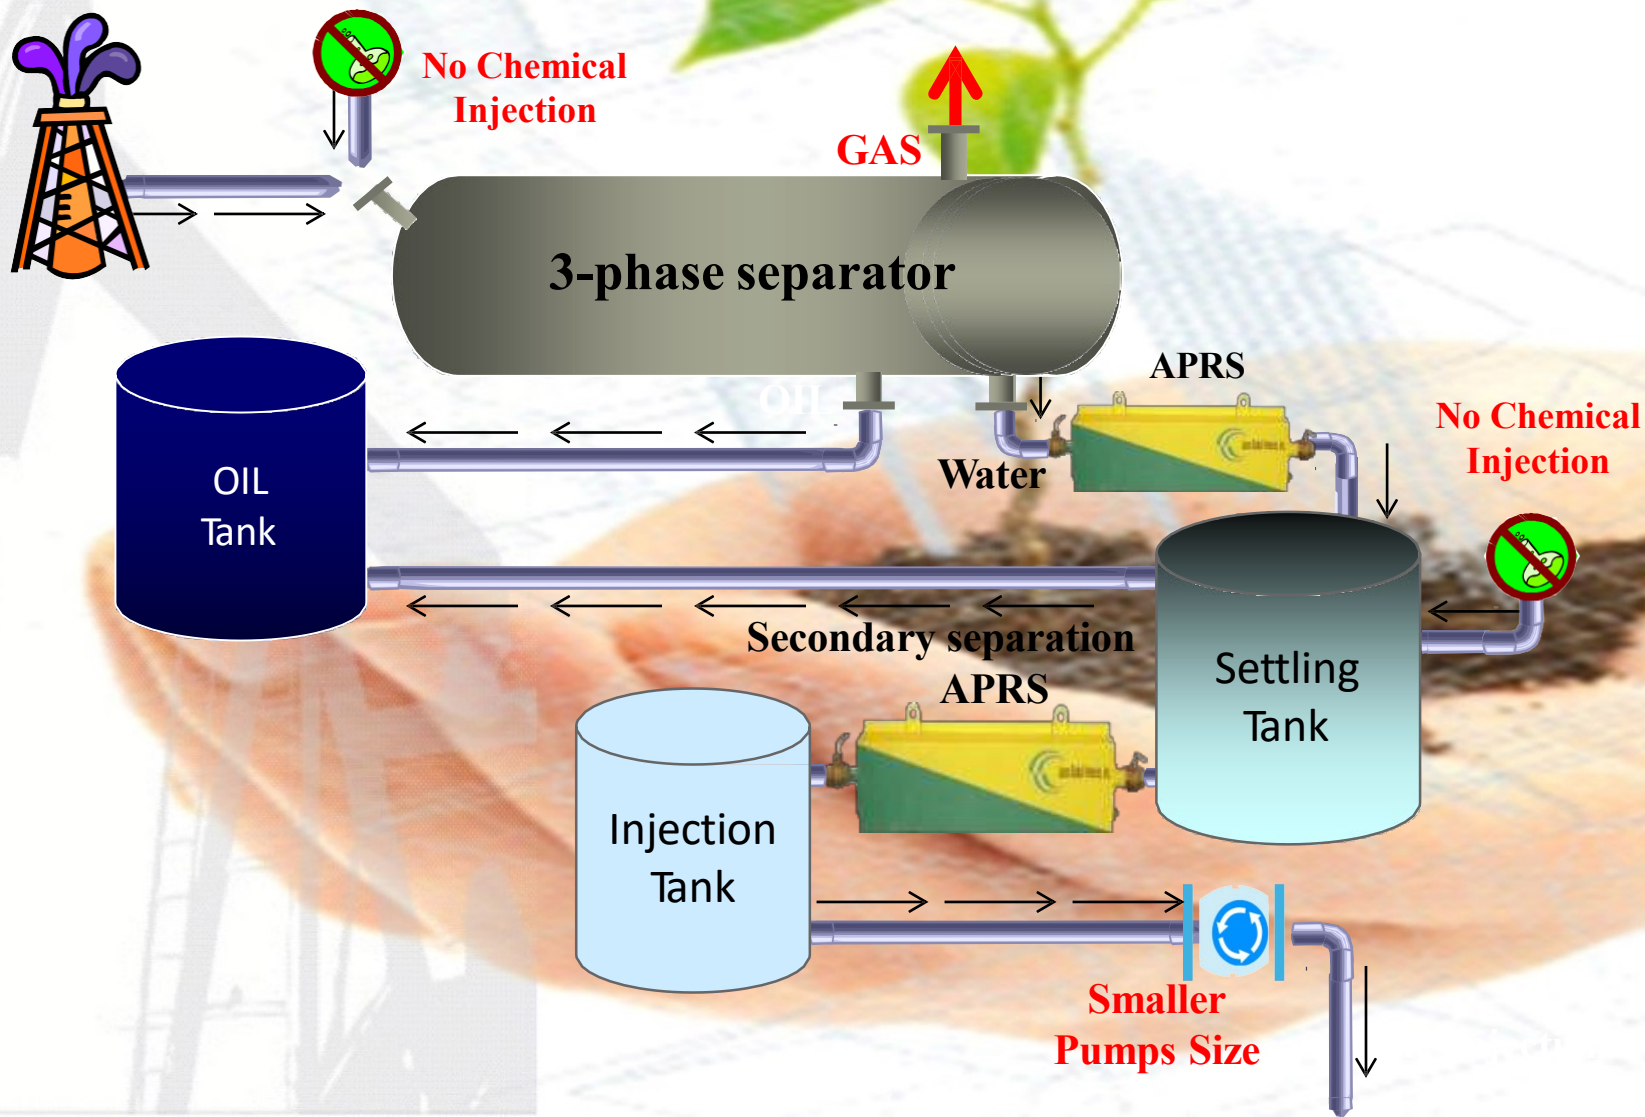 No Chemical
Injection
GAS
3-phase separator
APRS
OIL
No Chemical
Injection
Water
OIL
Tank
Secondary separation
APRS
Settling
Tank
Injection
Tank
Smaller
Pumps Size